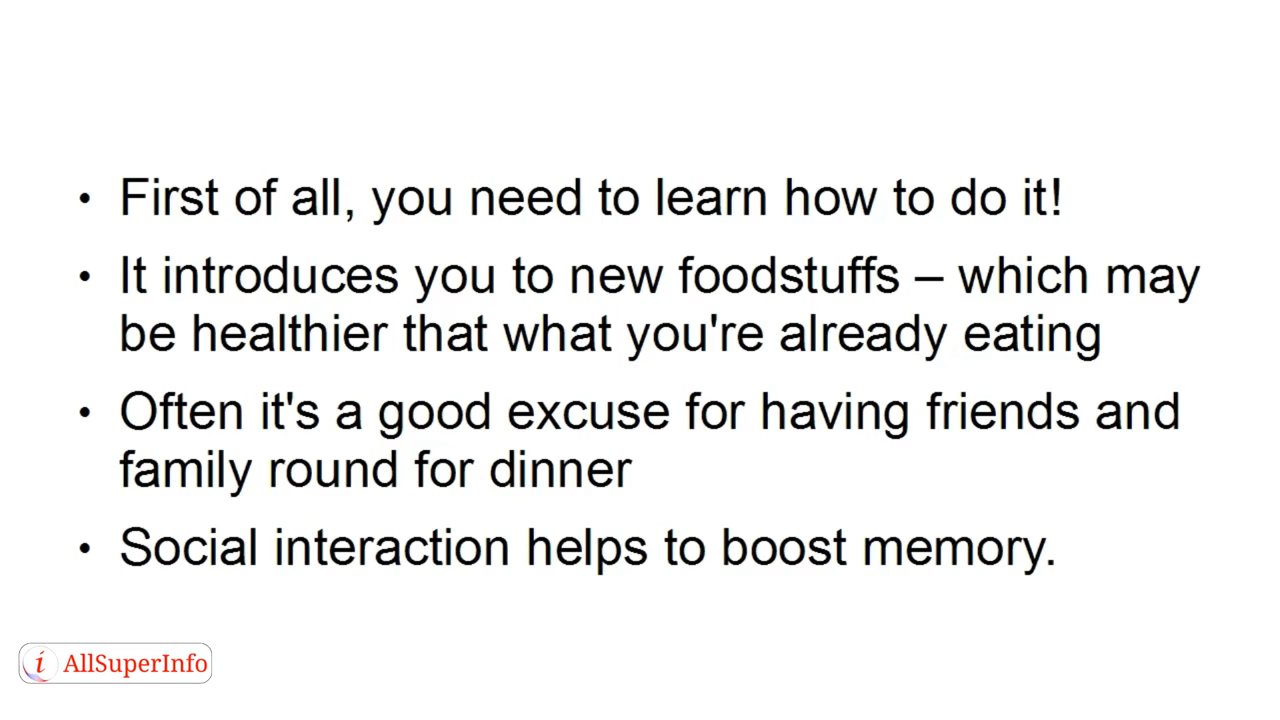 • First of all, you need to learn how to do it!
• It introduces you to new foodstuffs – which may
be healthier that what you're already eating
• Often it's a good excuse for having friends and
family round for dinner
• Social interaction helps to boost memory.
i AllSuperInfo